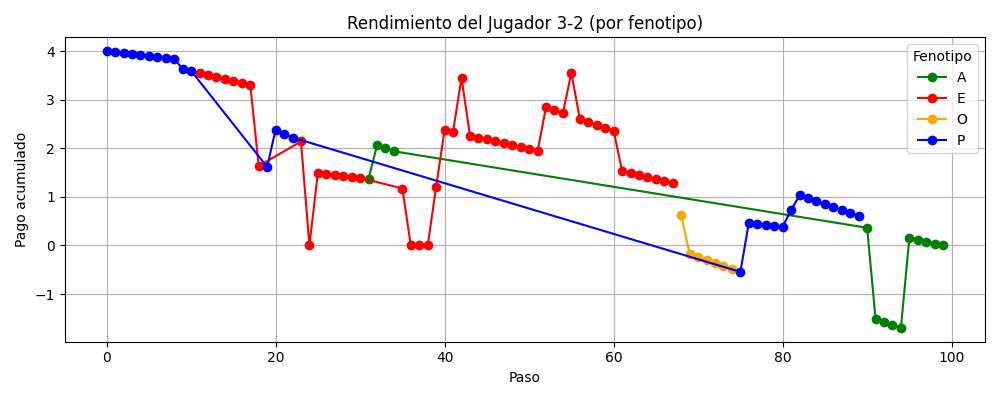 Rendimiento del Jugador 3-2 (por fenotipo)
Pago acumulado
4
3
2
1
0
−1
0 20 40 60 80 100
Paso
Fenotipo
A
E
O
P